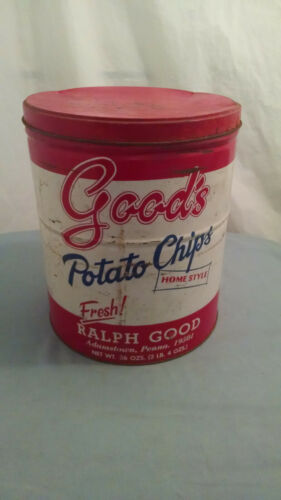 Good's
Potato Chips
HOME STYLE
Fresh!
RALPH GOOD
Adamstown, Penna. 19501
NET WT. 36 OZS. (2 LB. 4 OZS.)